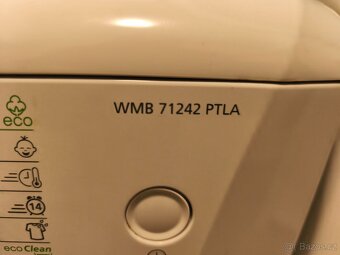 WMB 71242 PTLA
eco
14
eco Clean